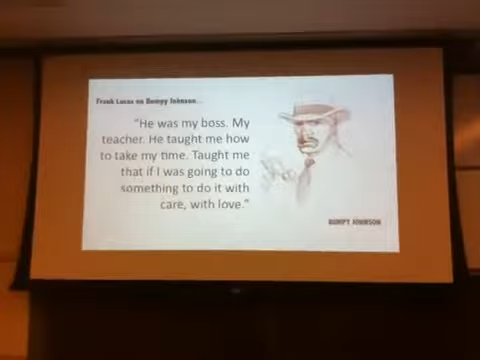 Frank Lucas on Bumpy Johnson...
"He was my boss. My
teacher. He taught me how
to take my time. Taught me
that if I was going to do
something to do it with
care, with love."
BUMPY JOHNSON